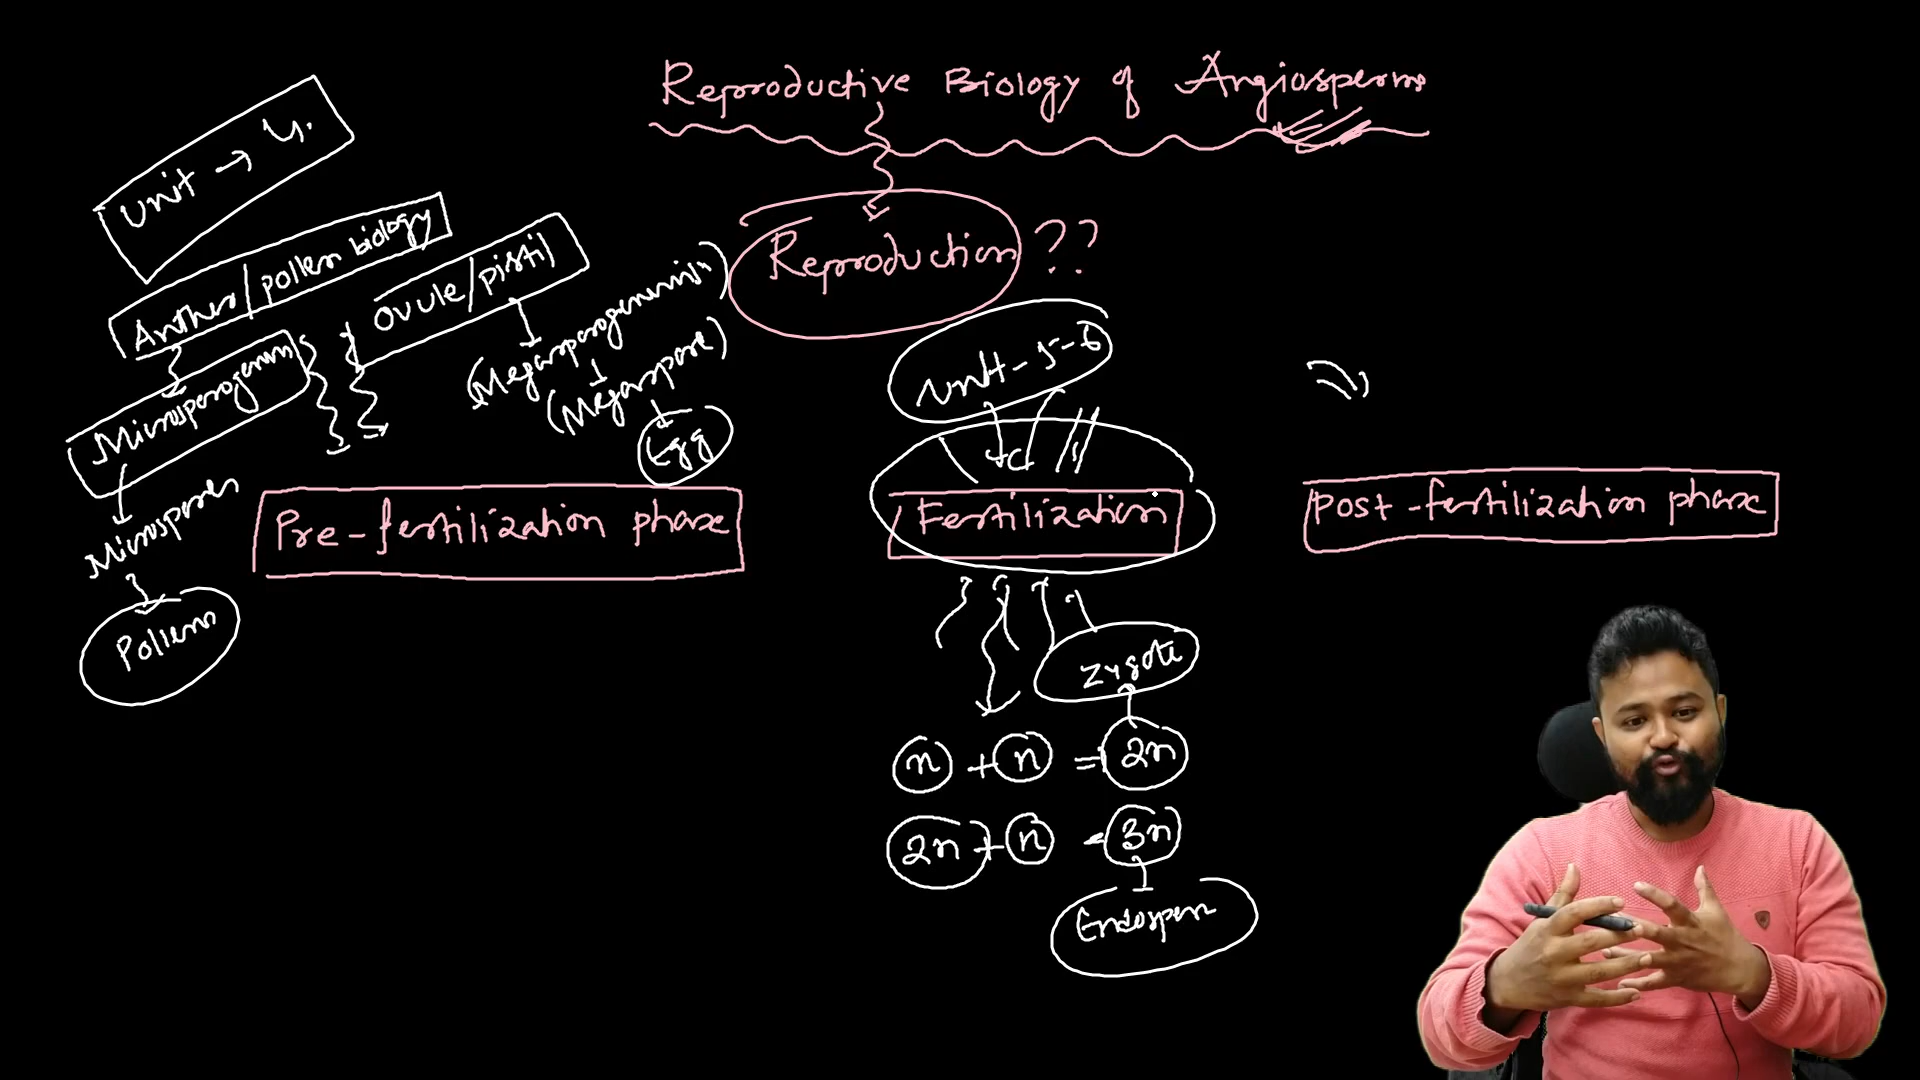 Reproductive Biology of Angiosperms
Unit → 4.
Reproduction ??
Anther/pollen biology
Ovule/pistil
Microsporogenesis
(Megasporogenesis)
(Megaspore)
Egg
Unit-5-6
Microspores
Pre-fertilization phase
Fertilization
Post-fertilization phase
Pollens
Zygote
n + n = 2n
2n + n = 3n
Endosperm